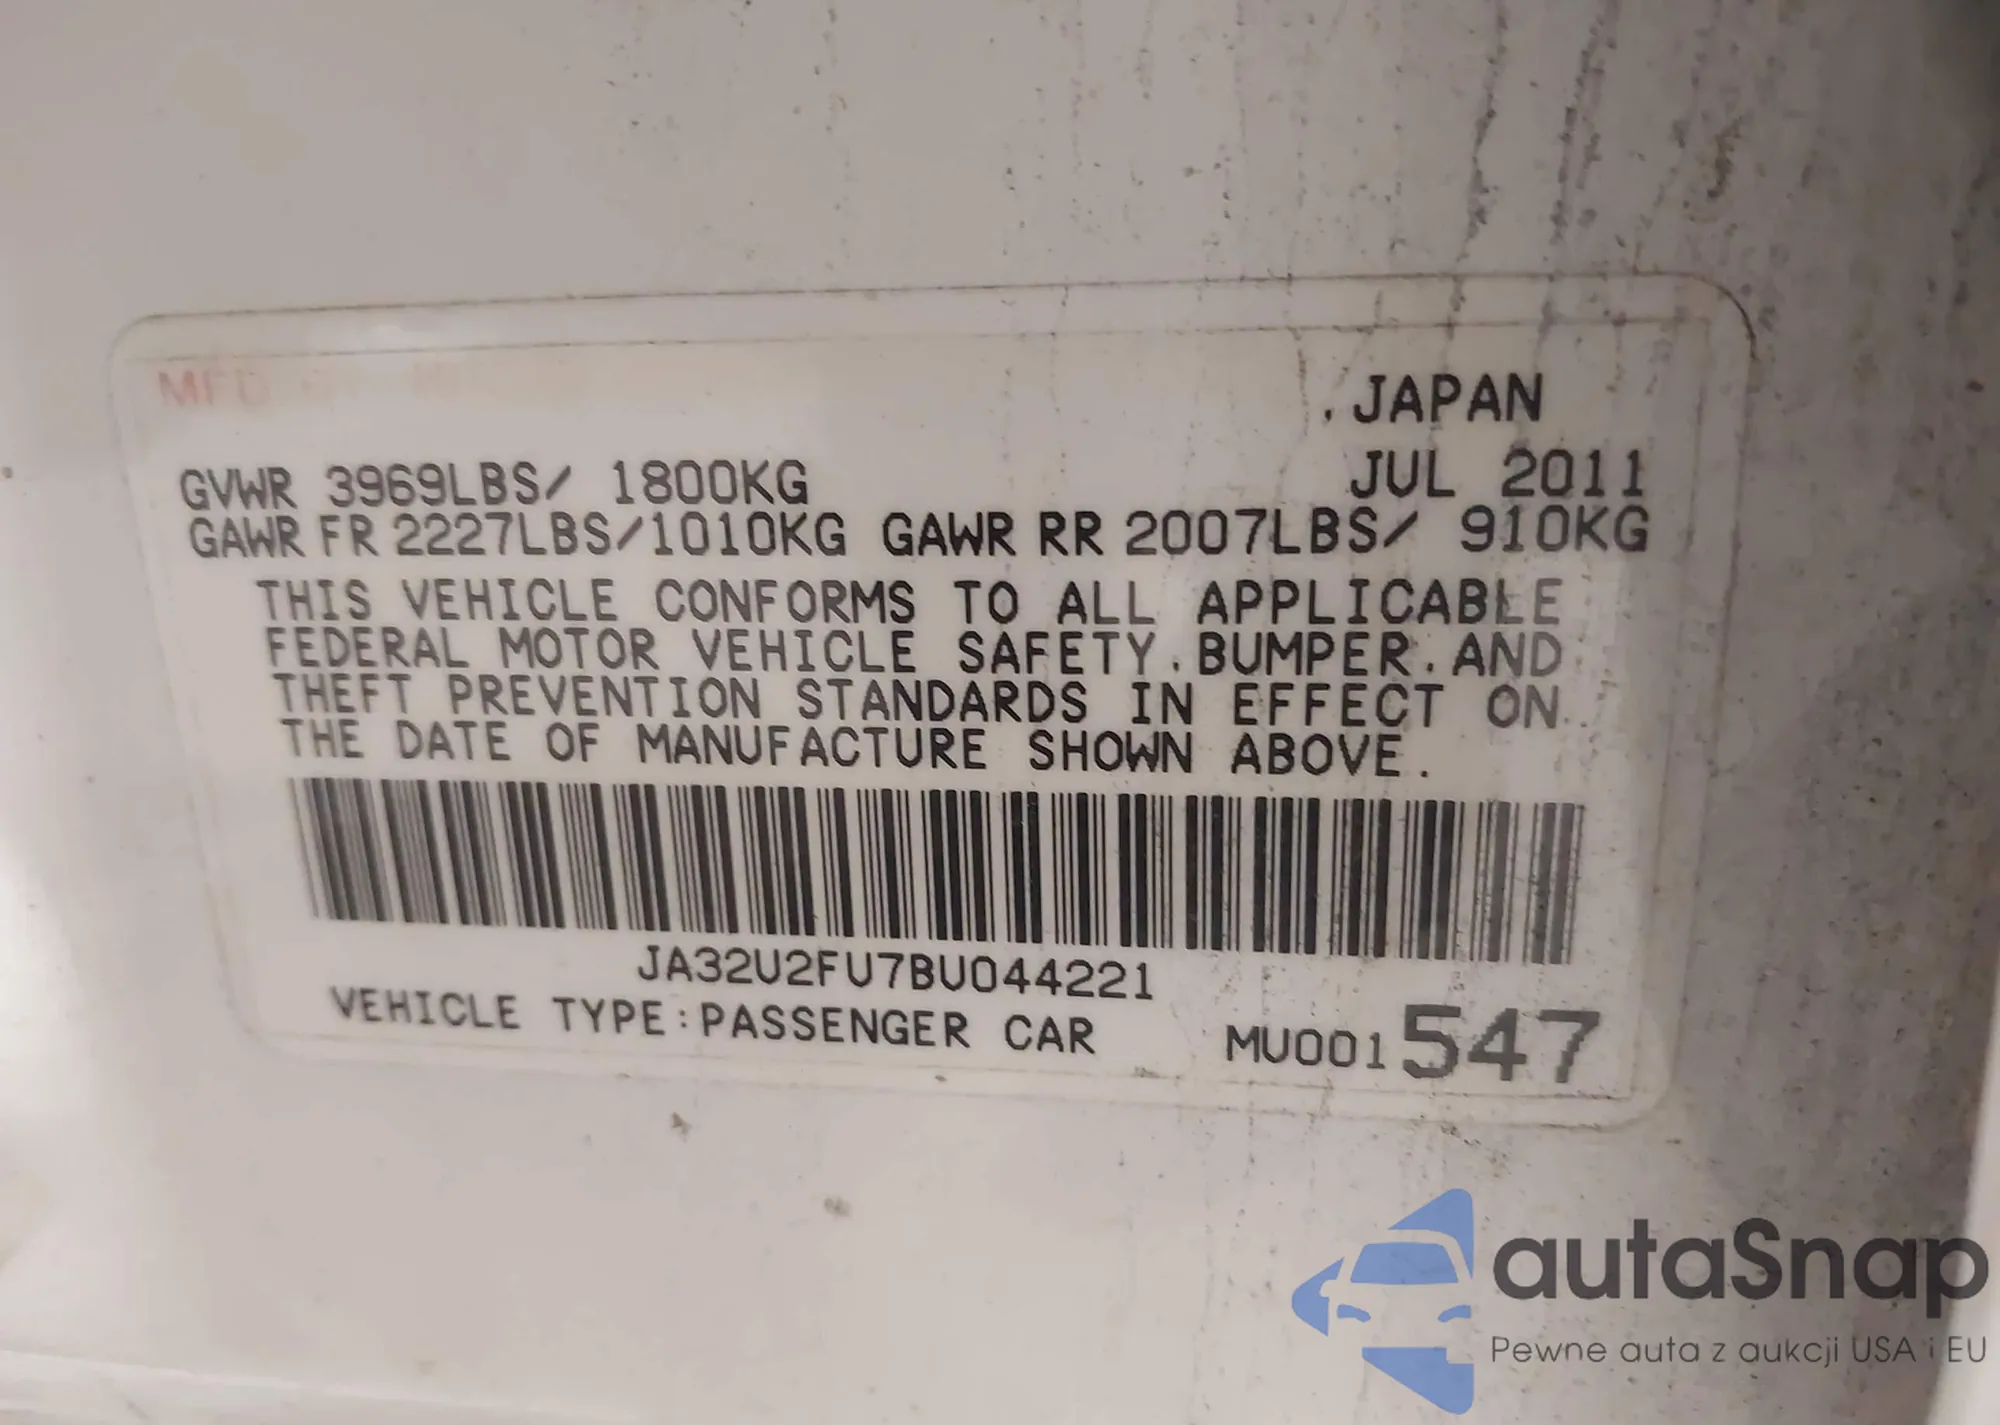 MFD
.JAPAN
GVWR 3969LBS/ 1800KG JUL 2011
GAWR FR 2227LBS/1010KG GAWR RR 2007LBS/ 910KG
THIS VEHICLE CONFORMS TO ALL APPLICABLE
FEDERAL MOTOR VEHICLE SAFETY.BUMPER.AND
THEFT PREVENTION STANDARDS IN EFFECT ON
THE DATE OF MANUFACTURE SHOWN ABOVE.
JA32U2FU7BU044221
VEHICLE TYPE:PASSENGER CAR MU001547
autaSnap
Pewne auta z aukcji USA i EU